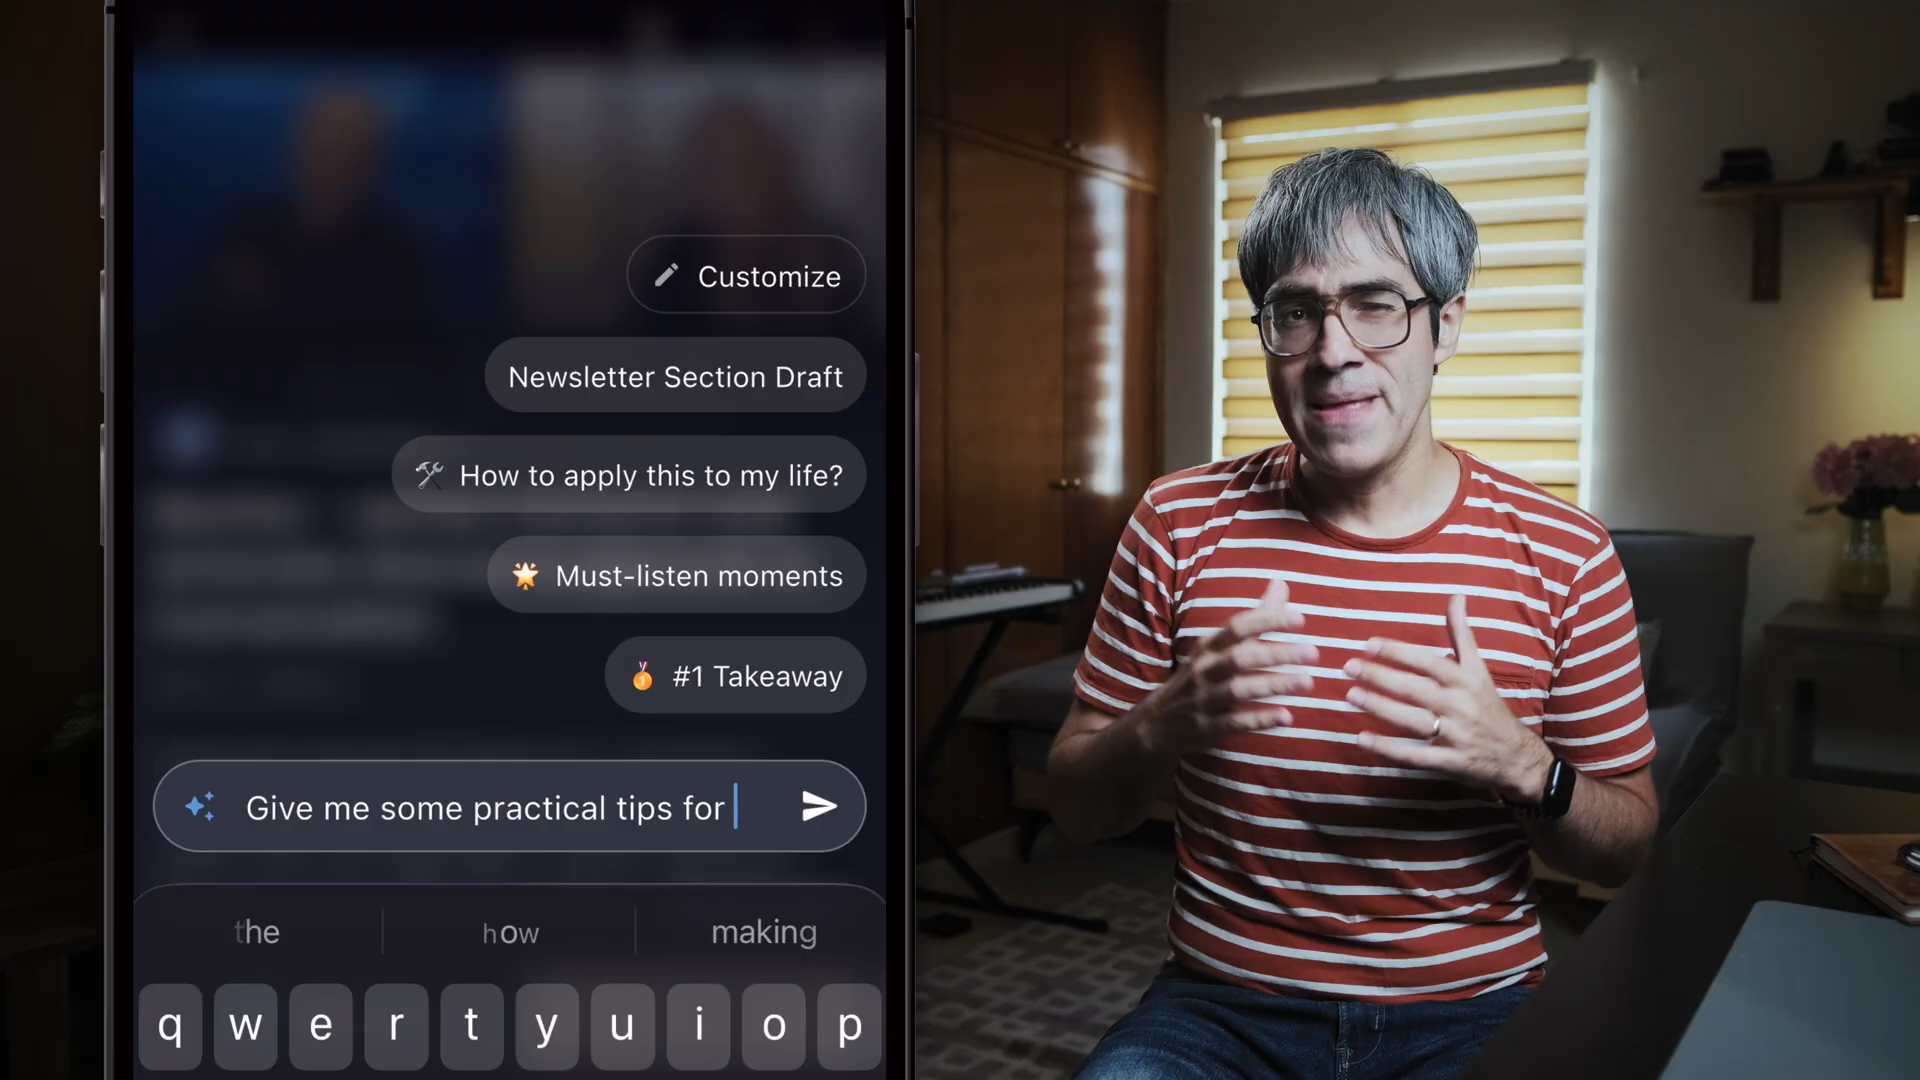 Customize
Newsletter Section Draft
How to apply this to my life?
Must-listen moments
#1 Takeaway
Give me some practical tips for
the
how
making
q w e r t y u i o p